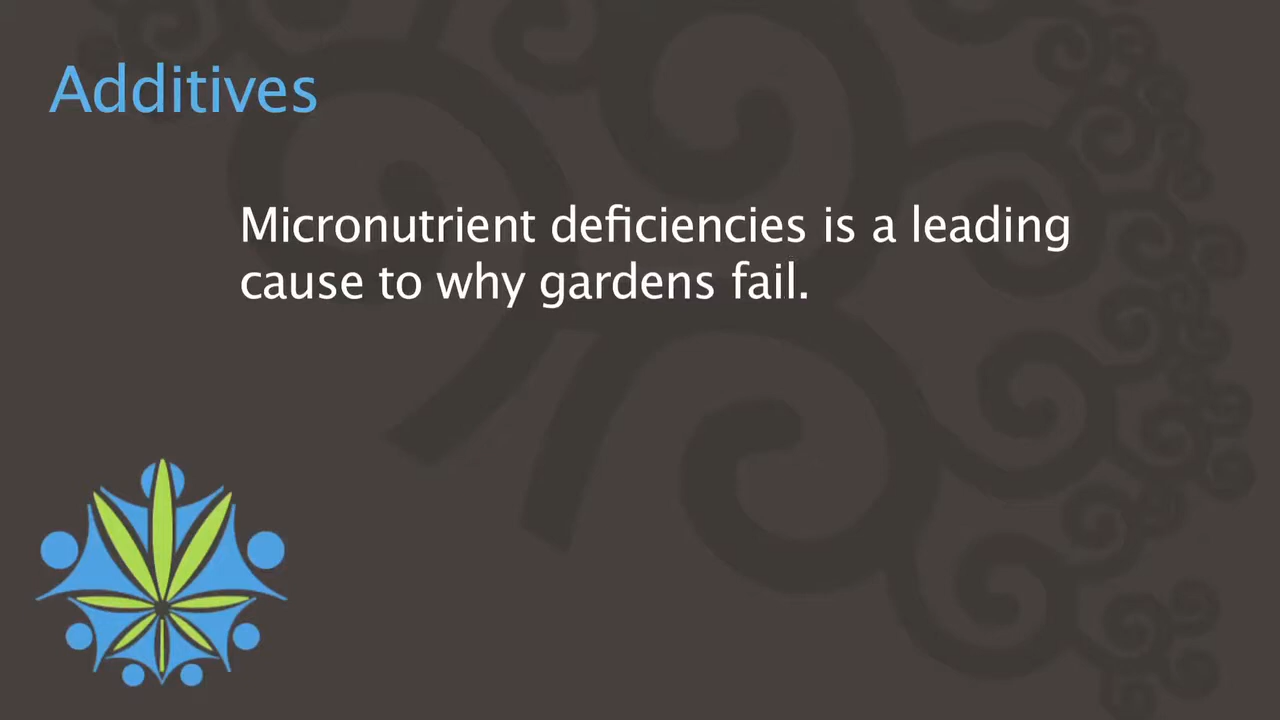 Additives
Micronutrient deficiencies is a leading
cause to why gardens fail.